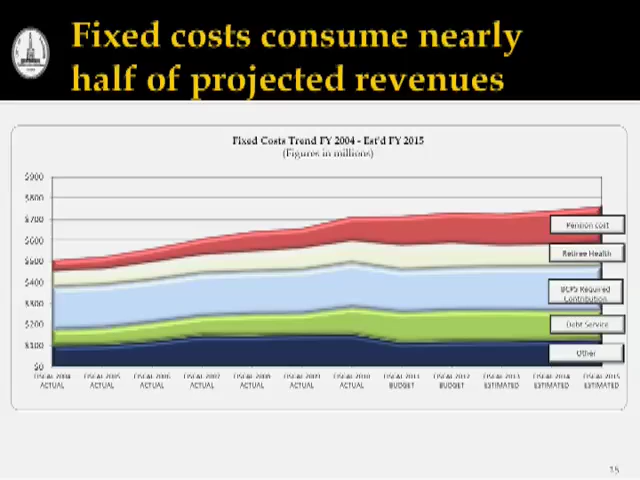 Fixed costs consume nearly
half of projected revenues
Fixed Costs Trend FY 2004 - Est'd FY 2015
(Figures in millions)
$900
$800
$700
$600
$500
$400
$300
$200
$100
$0
Pension cost
Retiree Health
BCPS Required
Contribution
Debt Service
Other
FISCAL 2004 ACTUAL
FISCAL 2005 ACTUAL
FISCAL 2006 ACTUAL
FISCAL 2007 ACTUAL
FISCAL 2008 ACTUAL
FISCAL 2009 ACTUAL
FISCAL 2010 ACTUAL
FISCAL 2011 BUDGET
FISCAL 2012 BUDGET
FISCAL 2013 ESTIMATED
FISCAL 2014 ESTIMATED
FISCAL 2015 ESTIMATED